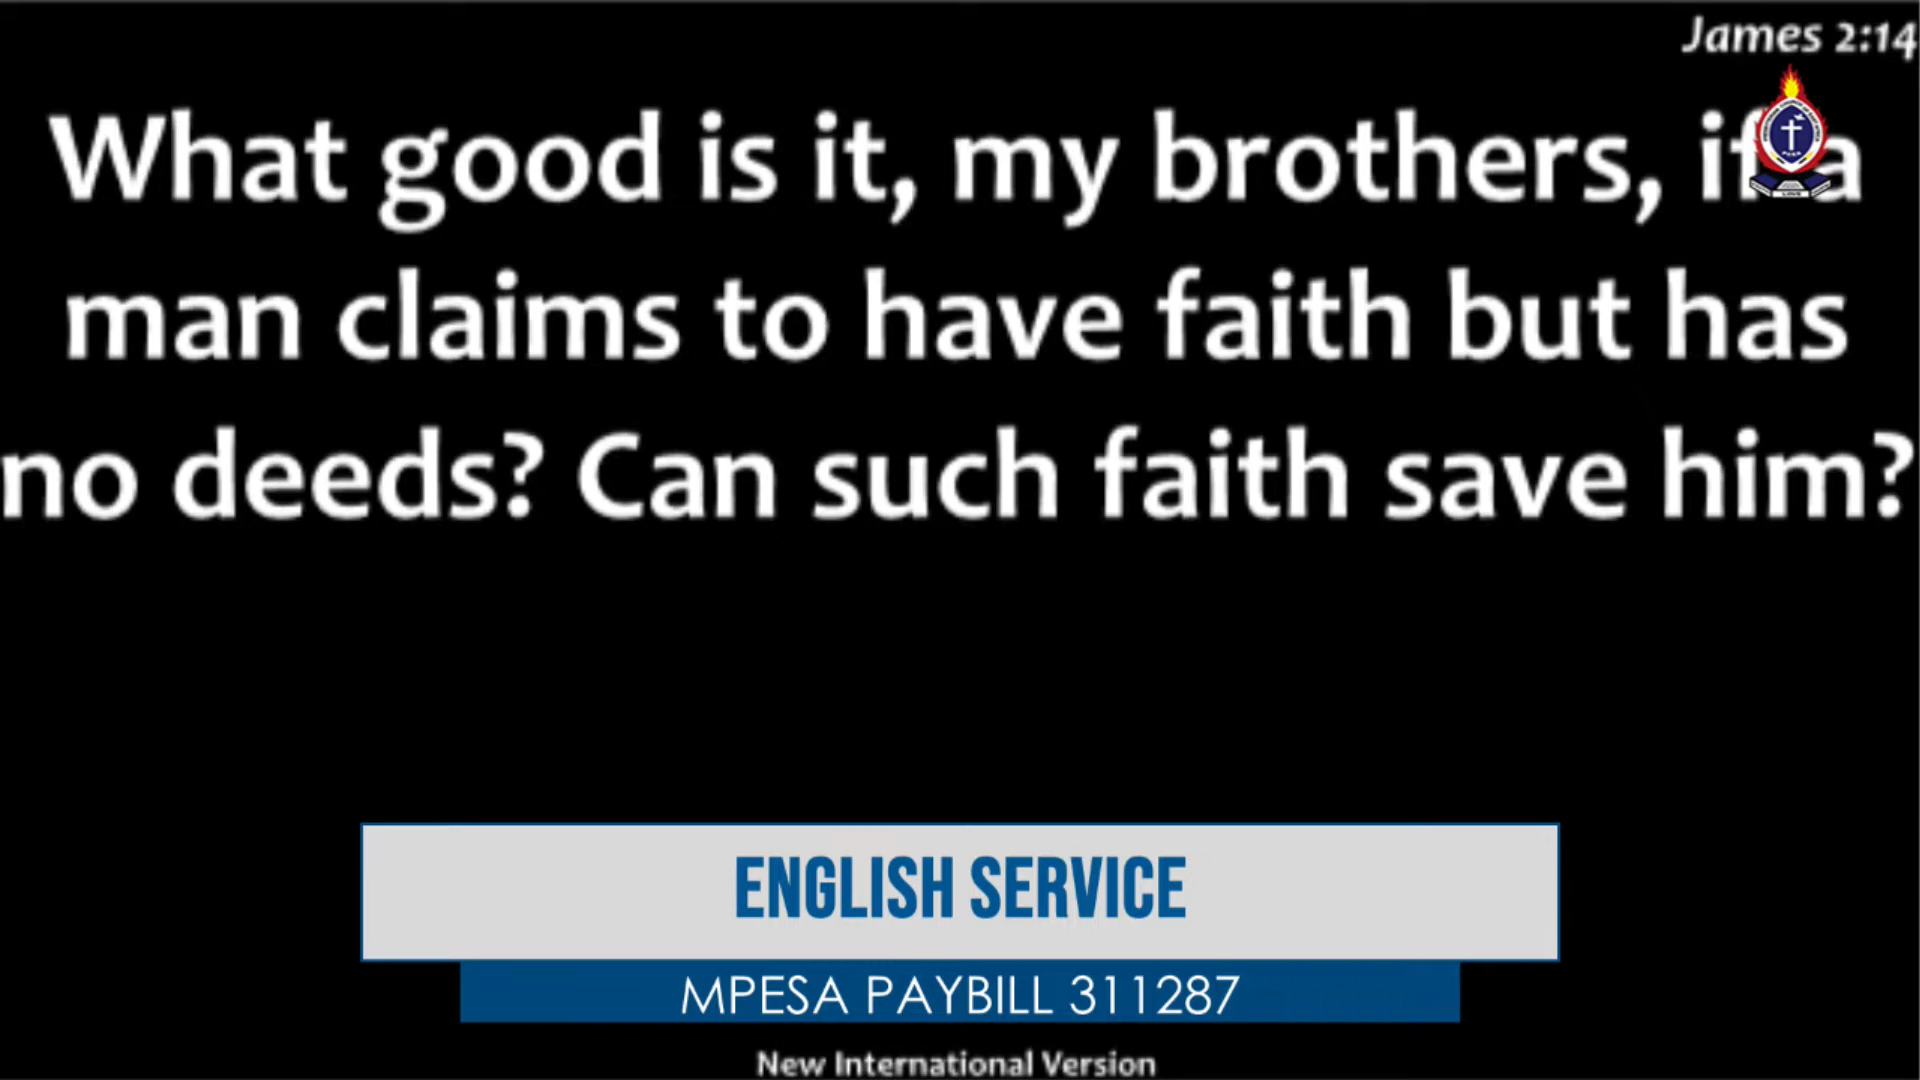 James 2:14
What good is it, my brothers, if a
man claims to have faith but has
no deeds? Can such faith save him?
ENGLISH SERVICE
MPESA PAYBILL 311287
New International Version